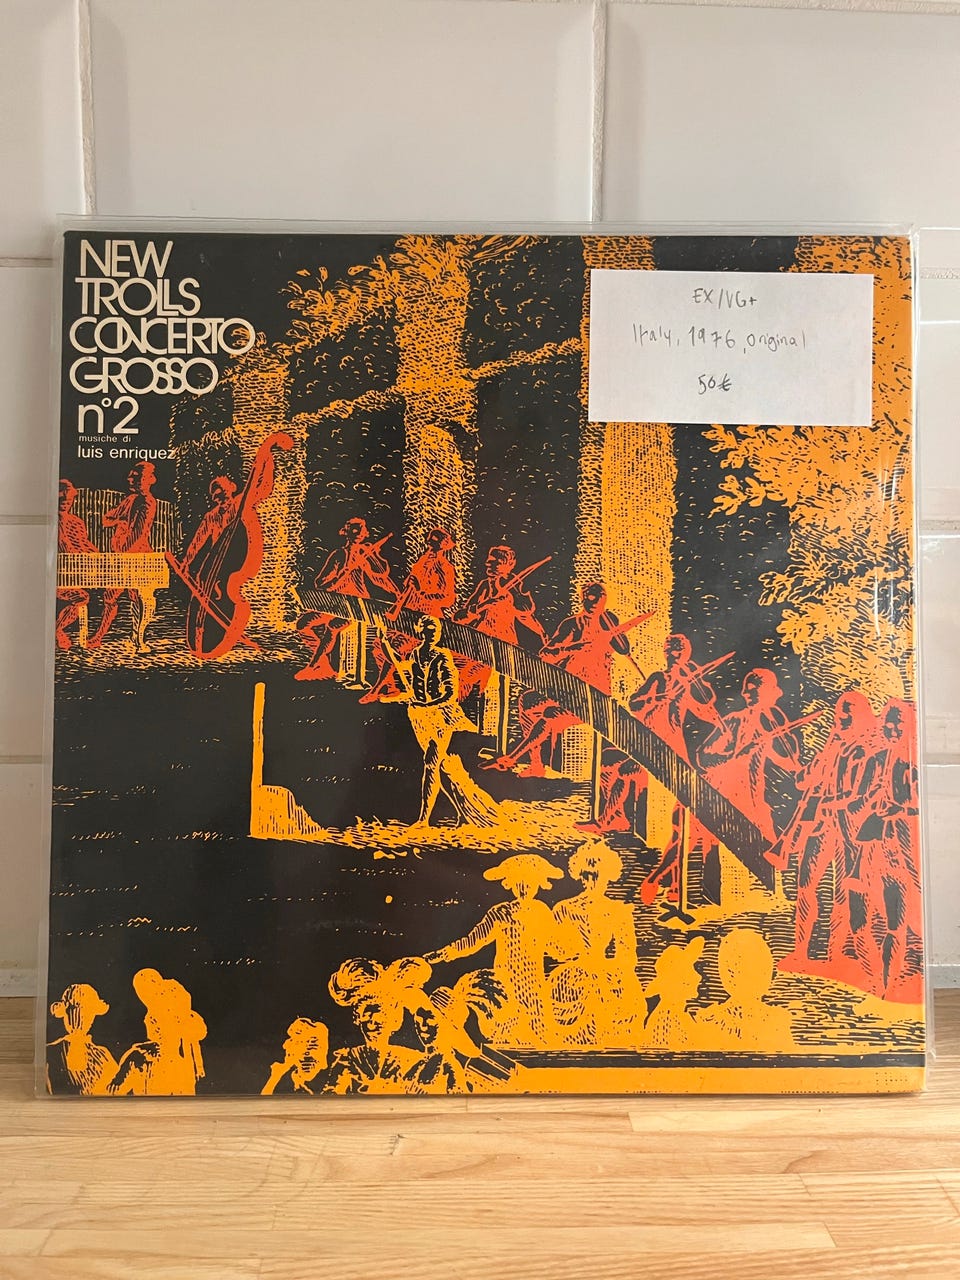 NEW
TROLLS
CONCERTO
GROSSO
n°2
musiche di
luis enriquez
EX/VG+
Italy, 1976, original
50€